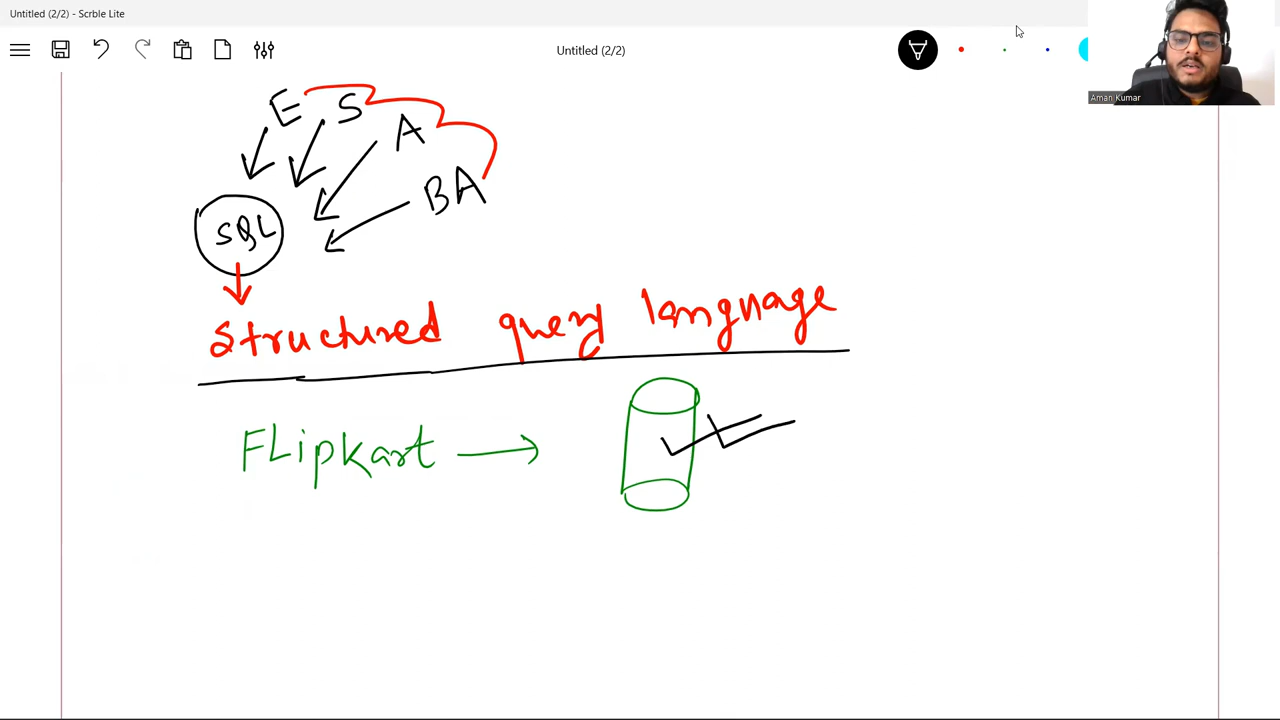 Untitled (2/2) - Scrble Lite
Untitled (2/2)
Aman Kumar
E S
A
BA
SQL
Structured query language
FLipkart